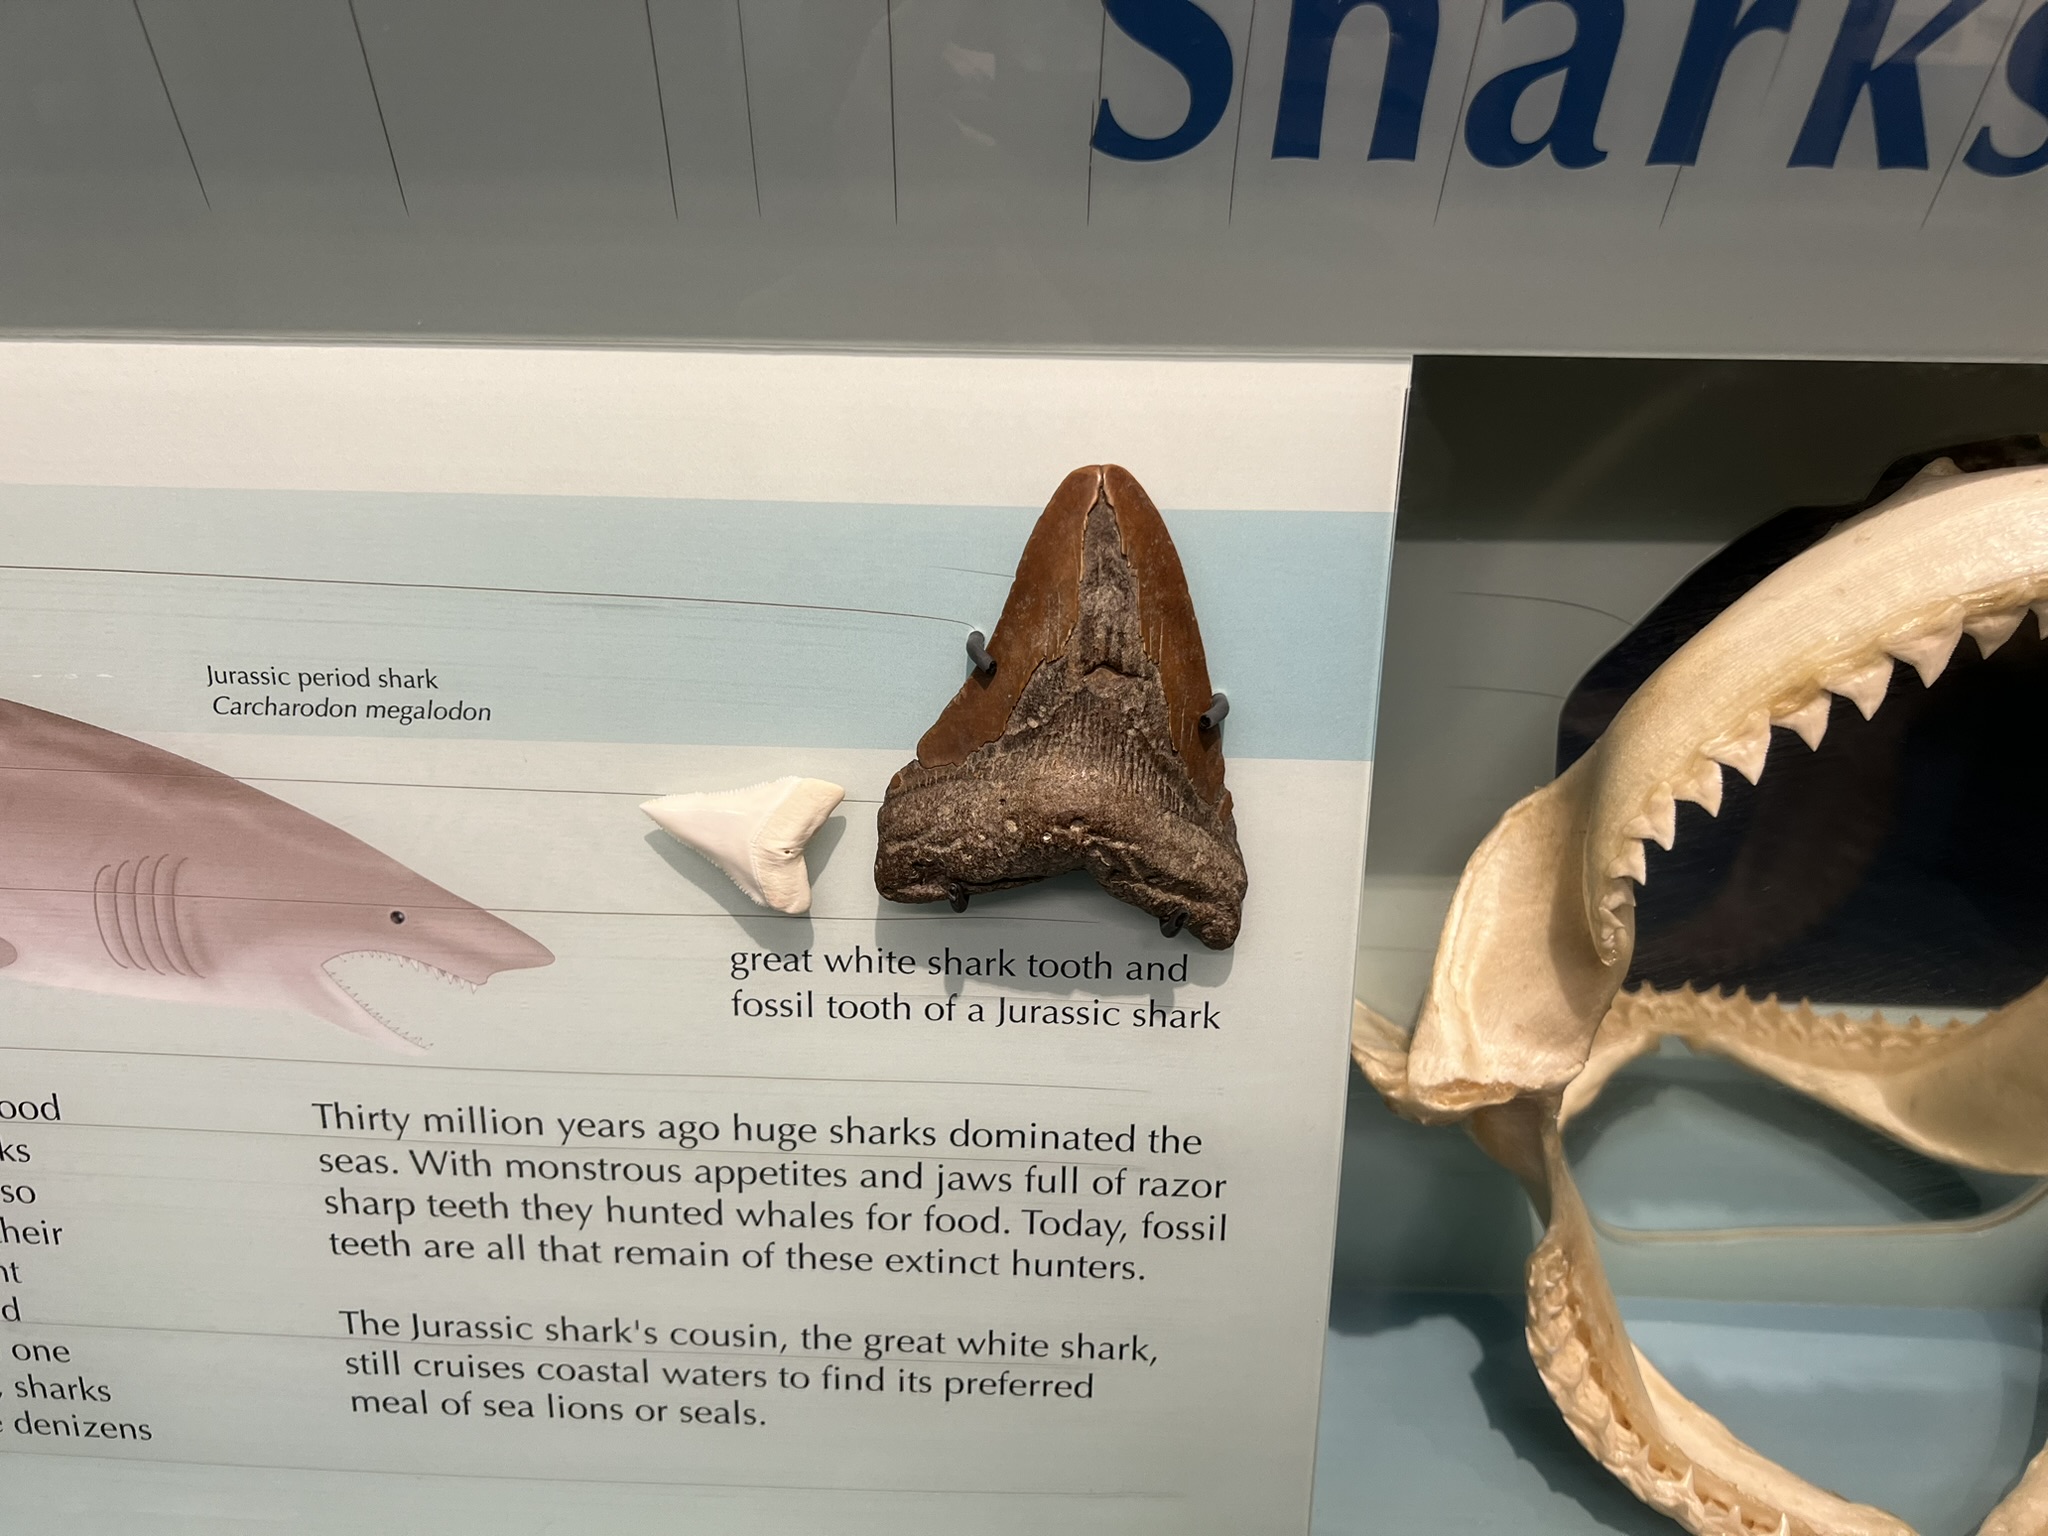 Sharks
Jurassic period shark
Carcharodon megalodon
great white shark tooth and
fossil tooth of a Jurassic shark
ood
ks
so
heir
nt
d
one
, sharks
denizens
Thirty million years ago huge sharks dominated the
seas. With monstrous appetites and jaws full of razor
sharp teeth they hunted whales for food. Today, fossil
teeth are all that remain of these extinct hunters.
The Jurassic shark's cousin, the great white shark,
still cruises coastal waters to find its preferred
meal of sea lions or seals.